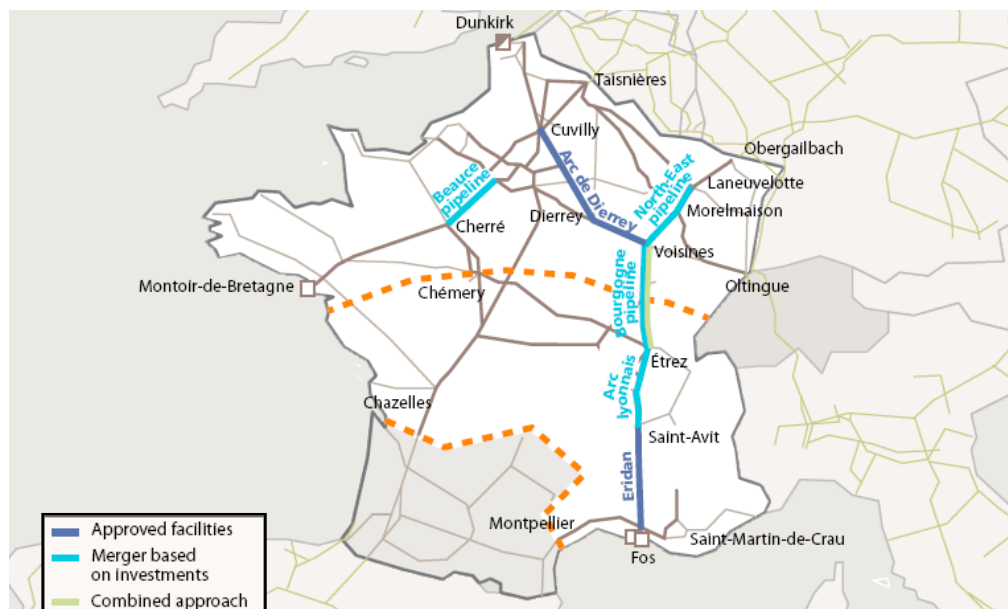 Dunkirk
Taisnières
Cuvilly
Obergailbach
Arc de Dierrey
North-East
pipeline
Laneuvelotte
Beauce
pipeline
Morelmaison
Dierrey
Cherré
Voisines
Montoir-de-Bretagne
Chémery
Bourgogne
pipeline
Oltingue
Étrez
Arc
lyonnais
Chazelles
Saint-Avit
Eridan
Montpellier
Saint-Martin-de-Crau
Fos
Approved facilities
Merger based
on investments
Combined approach